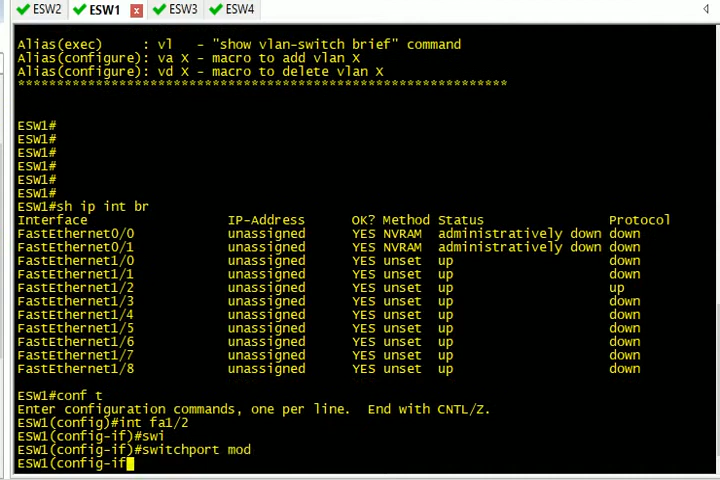 ESW2 ESW1 x ESW3 ESW4
Alias(exec)     : vl   - "show vlan-switch brief" command
Alias(configure): va X - macro to add vlan X
Alias(configure): vd X - macro to delete vlan X
***************************************************************
ESW1#
ESW1#
ESW1#
ESW1#
ESW1#
ESW1#
ESW1#sh ip int br
Interface                  IP-Address      OK? Method Status                Protocol
FastEthernet0/0            unassigned      YES NVRAM  administratively down down
FastEthernet0/1            unassigned      YES NVRAM  administratively down down
FastEthernet1/0            unassigned      YES unset  up                    down
FastEthernet1/1            unassigned      YES unset  up                    down
FastEthernet1/2            unassigned      YES unset  up                    up
FastEthernet1/3            unassigned      YES unset  up                    down
FastEthernet1/4            unassigned      YES unset  up                    down
FastEthernet1/5            unassigned      YES unset  up                    down
FastEthernet1/6            unassigned      YES unset  up                    down
FastEthernet1/7            unassigned      YES unset  up                    down
FastEthernet1/8            unassigned      YES unset  up                    down
ESW1#conf t
Enter configuration commands, one per line.  End with CNTL/Z.
ESW1(config)#int fa1/2
ESW1(config-if)#swi
ESW1(config-if)#switchport mod
ESW1(config-if